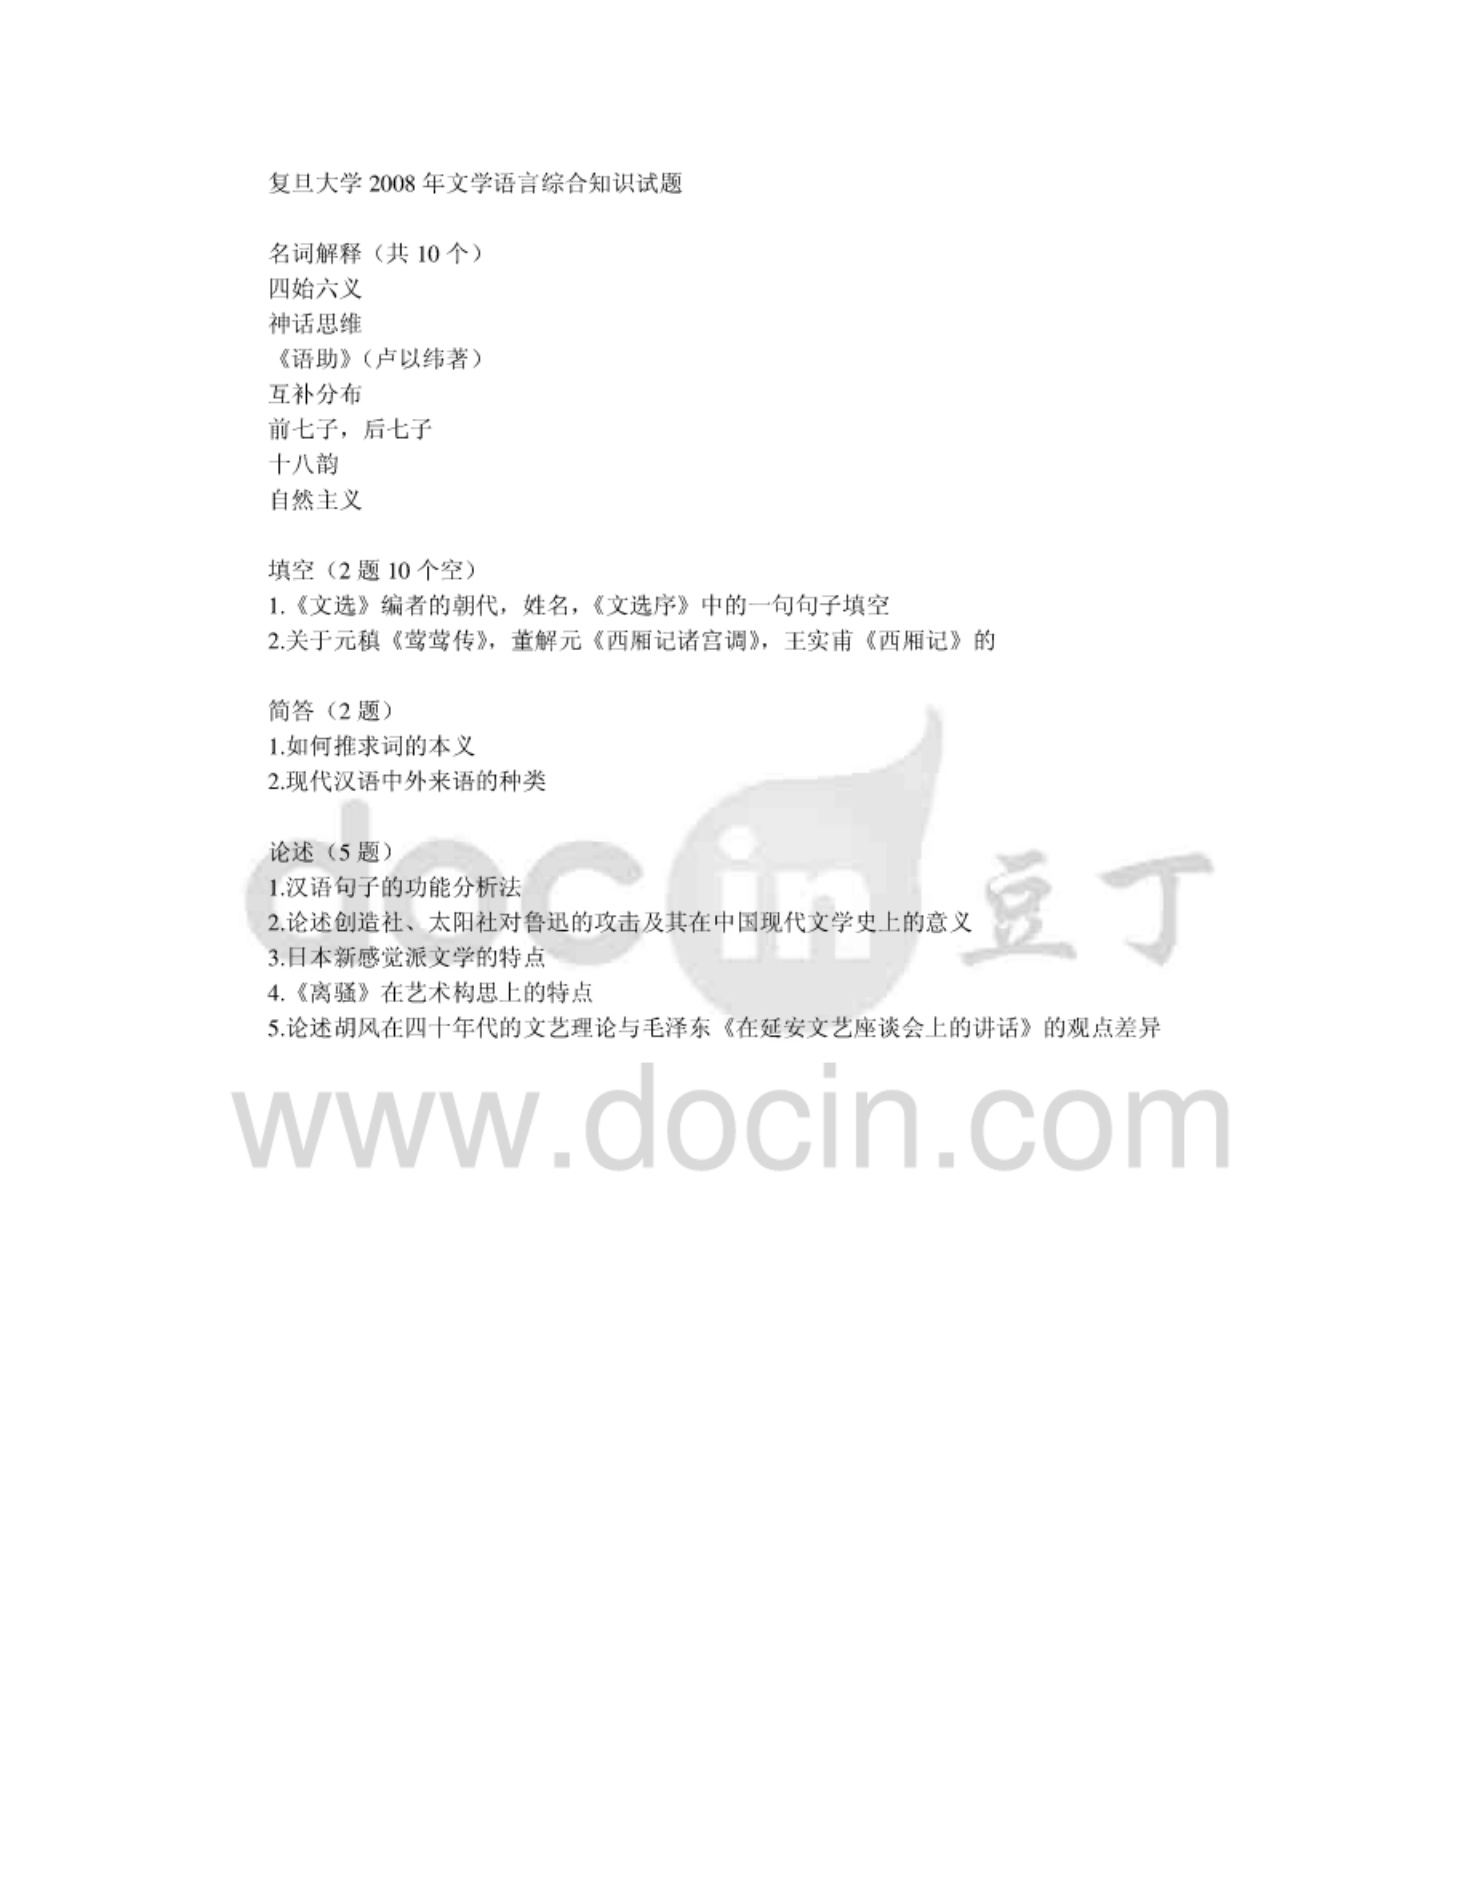 复旦大学 2008 年文学语言综合知识试题
名词解释（共 10 个）
四始六义
神话思维
《语助》（卢以纬著）
互补分布
前七子，后七子
十八韵
自然主义
填空（2 题 10 个空）
1.《文选》编者的朝代，姓名，《文选序》中的一句句子填空
2.关于元稹《莺莺传》，董解元《西厢记诸宫调》，王实甫《西厢记》的
简答（2 题）
1.如何推求词的本义
2.现代汉语中外来语的种类
论述（5 题）
1.汉语句子的功能分析法
2.论述创造社、太阳社对鲁迅的攻击及其在中国现代文学史上的意义
3.日本新感觉派文学的特点
4.《离骚》在艺术构思上的特点
5.论述胡风在四十年代的文艺理论与毛泽东《在延安文艺座谈会上的讲话》的观点差异
docin 豆丁
www.docin.com